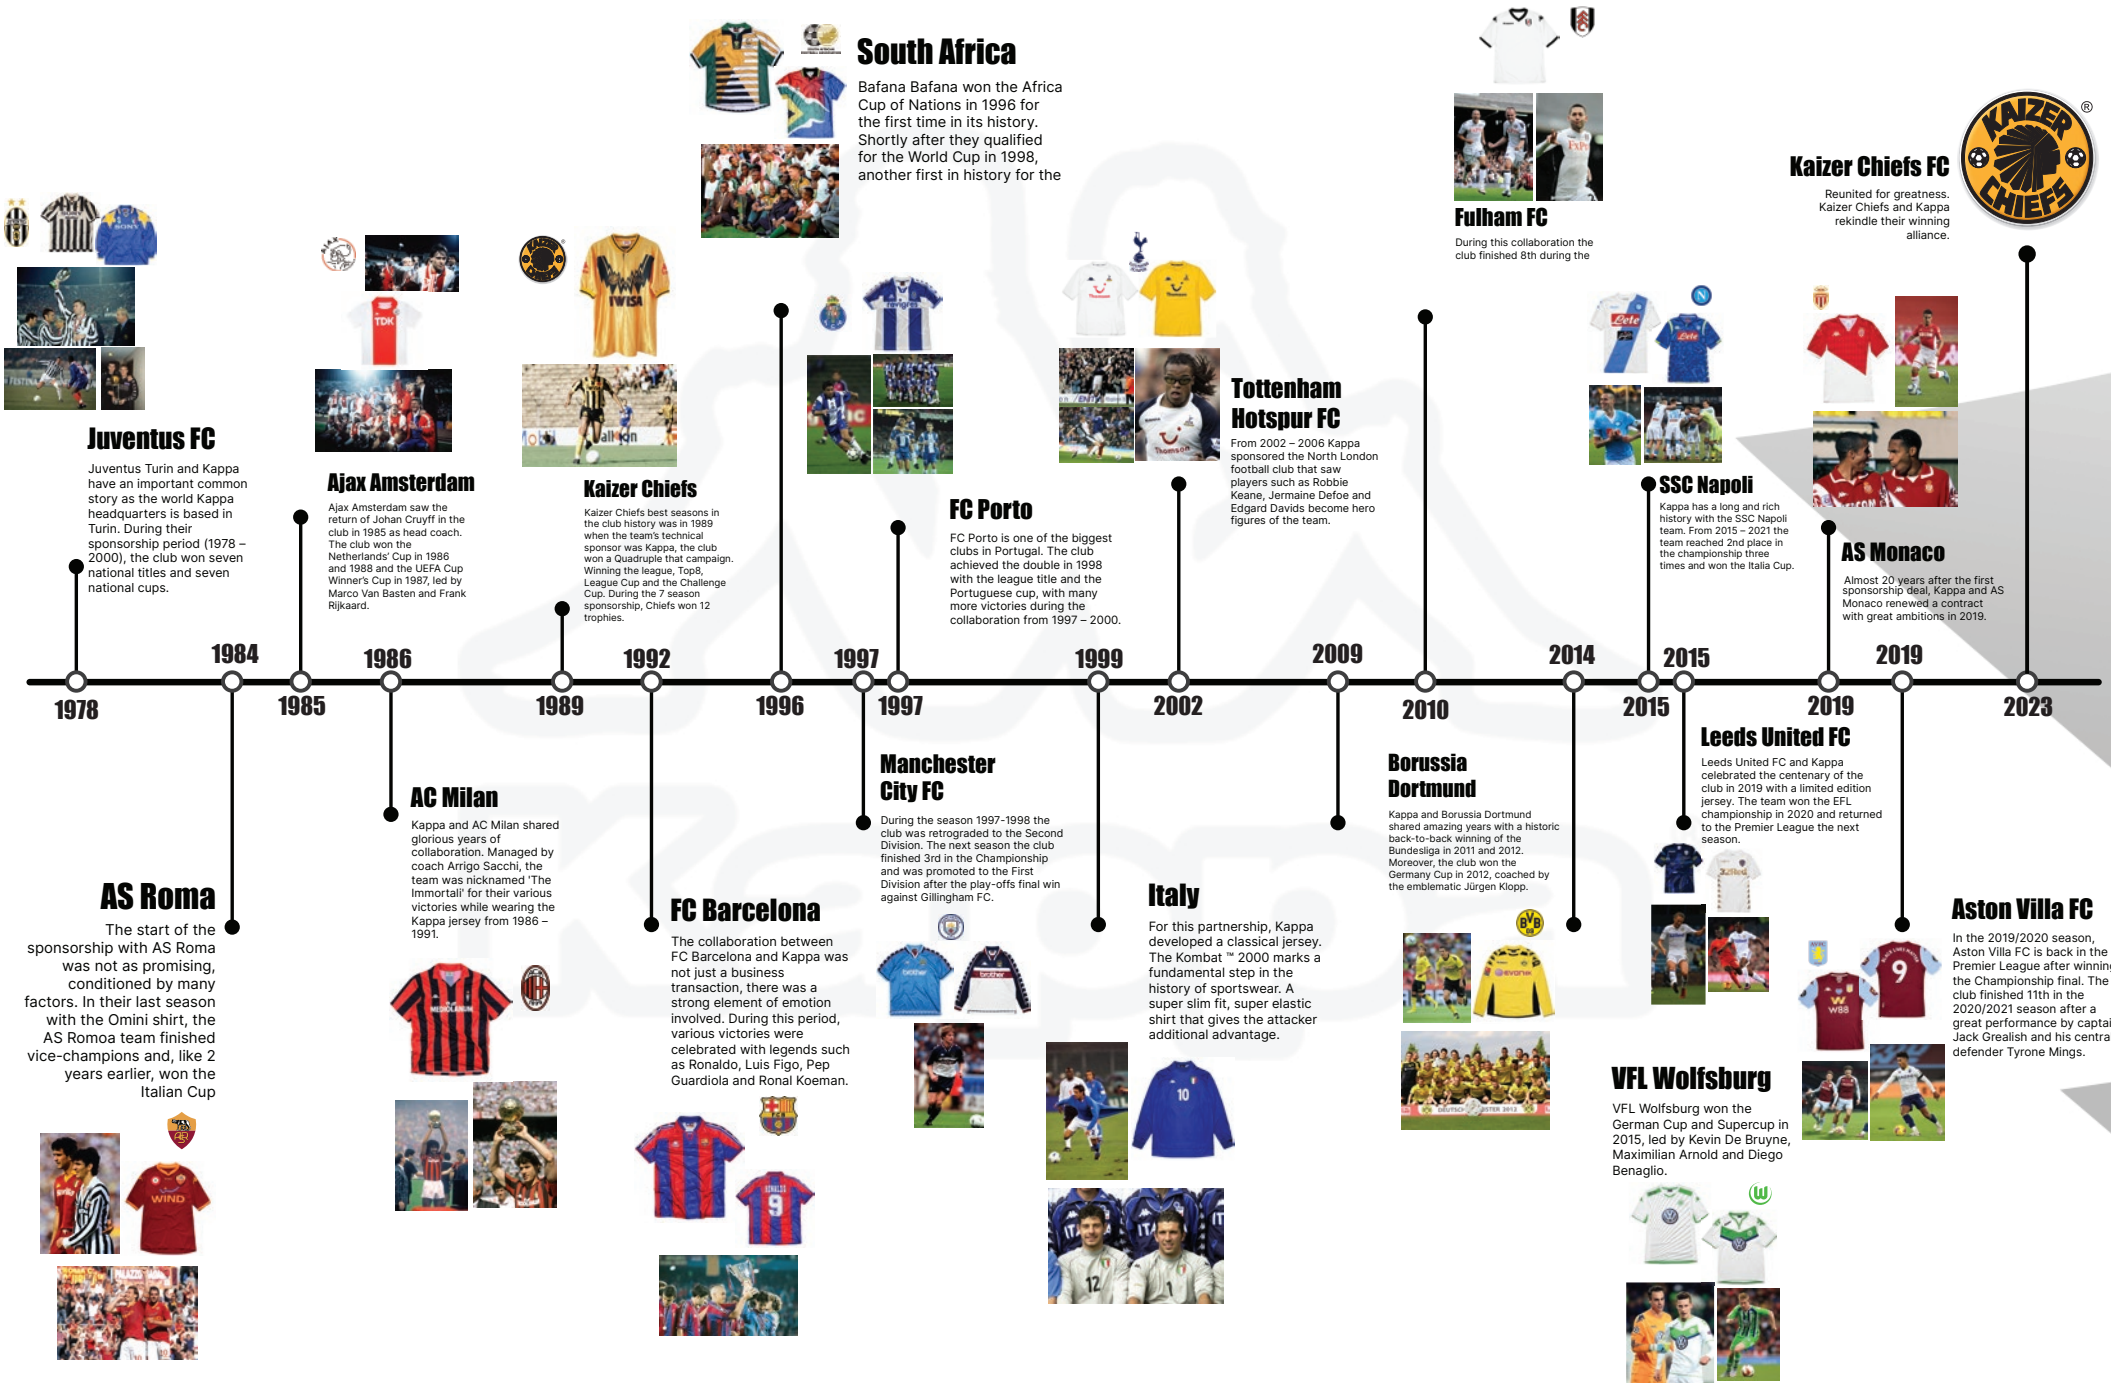 South Africa
Bafana Bafana won the Africa
Cup of Nations in 1996 for
the first time in its history.
Shortly after they qualified
for the World Cup in 1998,
another first in history for the
Fulham FC
During this collaboration the
club finished 8th during the
KAIZER
CHIEFS
®
Kaizer Chiefs FC
Reunited for greatness.
Kaizer Chiefs and Kappa
rekindle their winning
alliance.
SONY
SONY
Juventus FC
Juventus Turin and Kappa
have an important common
story as the world Kappa
headquarters is based in
Turin. During their
sponsorship period (1978 –
2000), the club won seven
national titles and seven
national cups.
AJAX
TDK
Ajax Amsterdam
Ajax Amsterdam saw the
return of Johan Cruyff in the
club in 1985 as head coach.
The club won the
Netherlands' Cup in 1986
and 1988 and the UEFA Cup
Winner's Cup in 1987, led by
Marco Van Basten and Frank
Rijkaard.
KAIZER
CHIEFS
IWISA
Mobil
Kaizer Chiefs
Kaizer Chiefs best seasons in
the club history was in 1989
when the team's technical
sponsor was Kappa, the club
won a Quadruple that campaign.
Winning the league, Top8,
League Cup and the Challenge
Cup. During the 7 season
sponsorship, Chiefs won 12
trophies.
revigres
FC Porto
FC Porto is one of the biggest
clubs in Portugal. The club
achieved the double in 1998
with the league title and the
Portuguese cup, with many
more victories during the
collaboration from 1997 – 2000.
Thomson
Thomson
Thomson
Tottenham
Hotspur FC
From 2002 – 2006 Kappa
sponsored the North London
football club that saw
players such as Robbie
Keane, Jermaine Defoe and
Edgard Davids become hero
figures of the team.
N
Lete
Lete
SSC Napoli
Kappa has a long and rich
history with the SSC Napoli
team. From 2015 – 2021 the
team reached 2nd place in
the championship three
times and won the Italia Cup.
AS Monaco
Almost 20 years after the first
sponsorship deal, Kappa and AS
Monaco renewed a contract
with great ambitions in 2019.
1984
1986
1992
1997
1999
2009
2014
2015
2019
1978
1985
1989
1996
1997
2002
2010
2015
2019
2023
Kappa
AS Roma
The start of the
sponsorship with AS Roma
was not as promising,
conditioned by many
factors. In their last season
with the Omini shirt, the
AS Romoa team finished
vice-champions and, like 2
years earlier, won the
Italian Cup
WIND
AC Milan
Kappa and AC Milan shared
glorious years of
collaboration. Managed by
coach Arrigo Sacchi, the
team was nicknamed 'The
Immortali' for their various
victories while wearing the
Kappa jersey from 1986 –
1991.
MEDIOLANUM
FC Barcelona
The collaboration between
FC Barcelona and Kappa was
not just a business
transaction, there was a
strong element of emotion
involved. During this period,
various victories were
celebrated with legends such
as Ronaldo, Luis Figo, Pep
Guardiola and Ronal Koeman.
RONALDO
9
Manchester
City FC
During the season 1997-1998 the
club was retrograded to the Second
Division. The next season the club
finished 3rd in the Championship
and was promoted to the First
Division after the play-offs final win
against Gillingham FC.
brother
brother
Italy
For this partnership, Kappa
developed a classical jersey.
The Kombat ™ 2000 marks a
fundamental step in the
history of sportswear. A
super slim fit, super elastic
shirt that gives the attacker
additional advantage.
10
12
1
Borussia
Dortmund
Kappa and Borussia Dortmund
shared amazing years with a historic
back-to-back winning of the
Bundesliga in 2011 and 2012.
Moreover, the club won the
Germany Cup in 2012, coached by
the emblematic Jürgen Klopp.
BVB
09
EVONIK
Leeds United FC
Leeds United FC and Kappa
celebrated the centenary of the
club in 2019 with a limited edition
jersey. The team won the EFL
championship in 2020 and returned
to the Premier League the next
season.
32Red
VFL Wolfsburg
VFL Wolfsburg won the
German Cup and Supercup in
2015, led by Kevin De Bruyne,
Maximilian Arnold and Diego
Benaglio.
Aston Villa FC
In the 2019/2020 season,
Aston Villa FC is back in the
Premier League after winning
the Championship final. The
club finished 11th in the
2020/2021 season after a
great performance by captai
Jack Grealish and his centra
defender Tyrone Mings.
W88
9